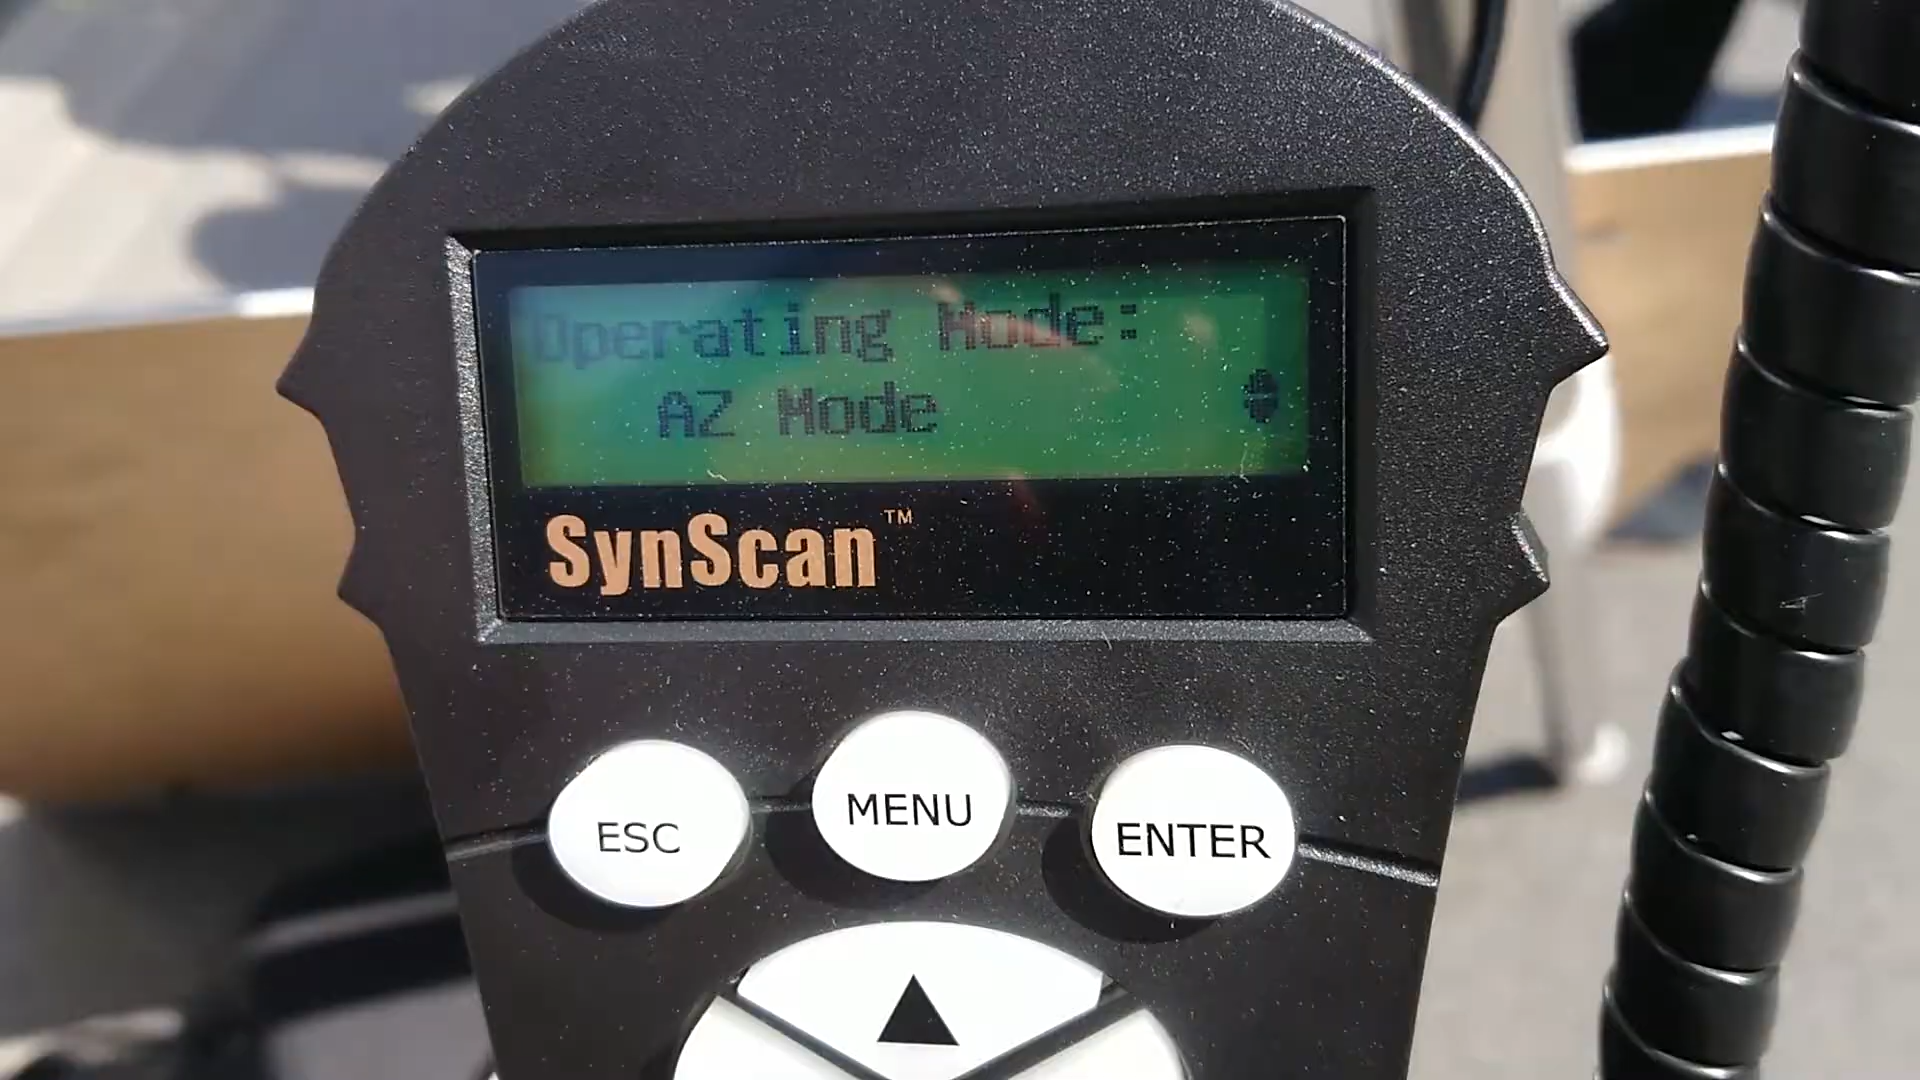 Operating Mode:
AZ Mode
SynScan™
ESC
MENU
ENTER